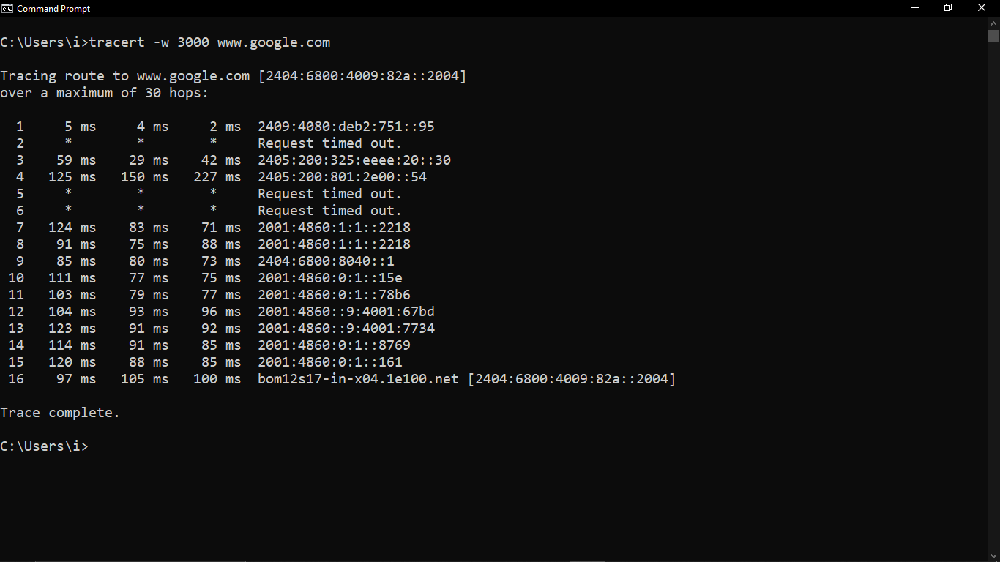 Command Prompt
C:\Users\i>tracert -w 3000 www.google.com
Tracing route to www.google.com [2404:6800:4009:82a::2004]
over a maximum of 30 hops:
1 5 ms 4 ms 2 ms 2409:4080:deb2:751::95
2 * * * Request timed out.
3 59 ms 29 ms 42 ms 2405:200:325:eeee:20::30
4 125 ms 150 ms 227 ms 2405:200:801:2e00::54
5 * * * Request timed out.
6 * * * Request timed out.
7 124 ms 83 ms 71 ms 2001:4860:1:1::2218
8 91 ms 75 ms 88 ms 2001:4860:1:1::2218
9 85 ms 80 ms 73 ms 2404:6800:8040::1
10 111 ms 77 ms 75 ms 2001:4860:0:1::15e
11 103 ms 79 ms 77 ms 2001:4860:0:1::78b6
12 104 ms 93 ms 96 ms 2001:4860::9:4001:67bd
13 123 ms 91 ms 92 ms 2001:4860::9:4001:7734
14 114 ms 91 ms 85 ms 2001:4860:0:1::8769
15 120 ms 88 ms 85 ms 2001:4860:0:1::161
16 97 ms 105 ms 100 ms bom12s17-in-x04.1e100.net [2404:6800:4009:82a::2004]
Trace complete.
C:\Users\i>